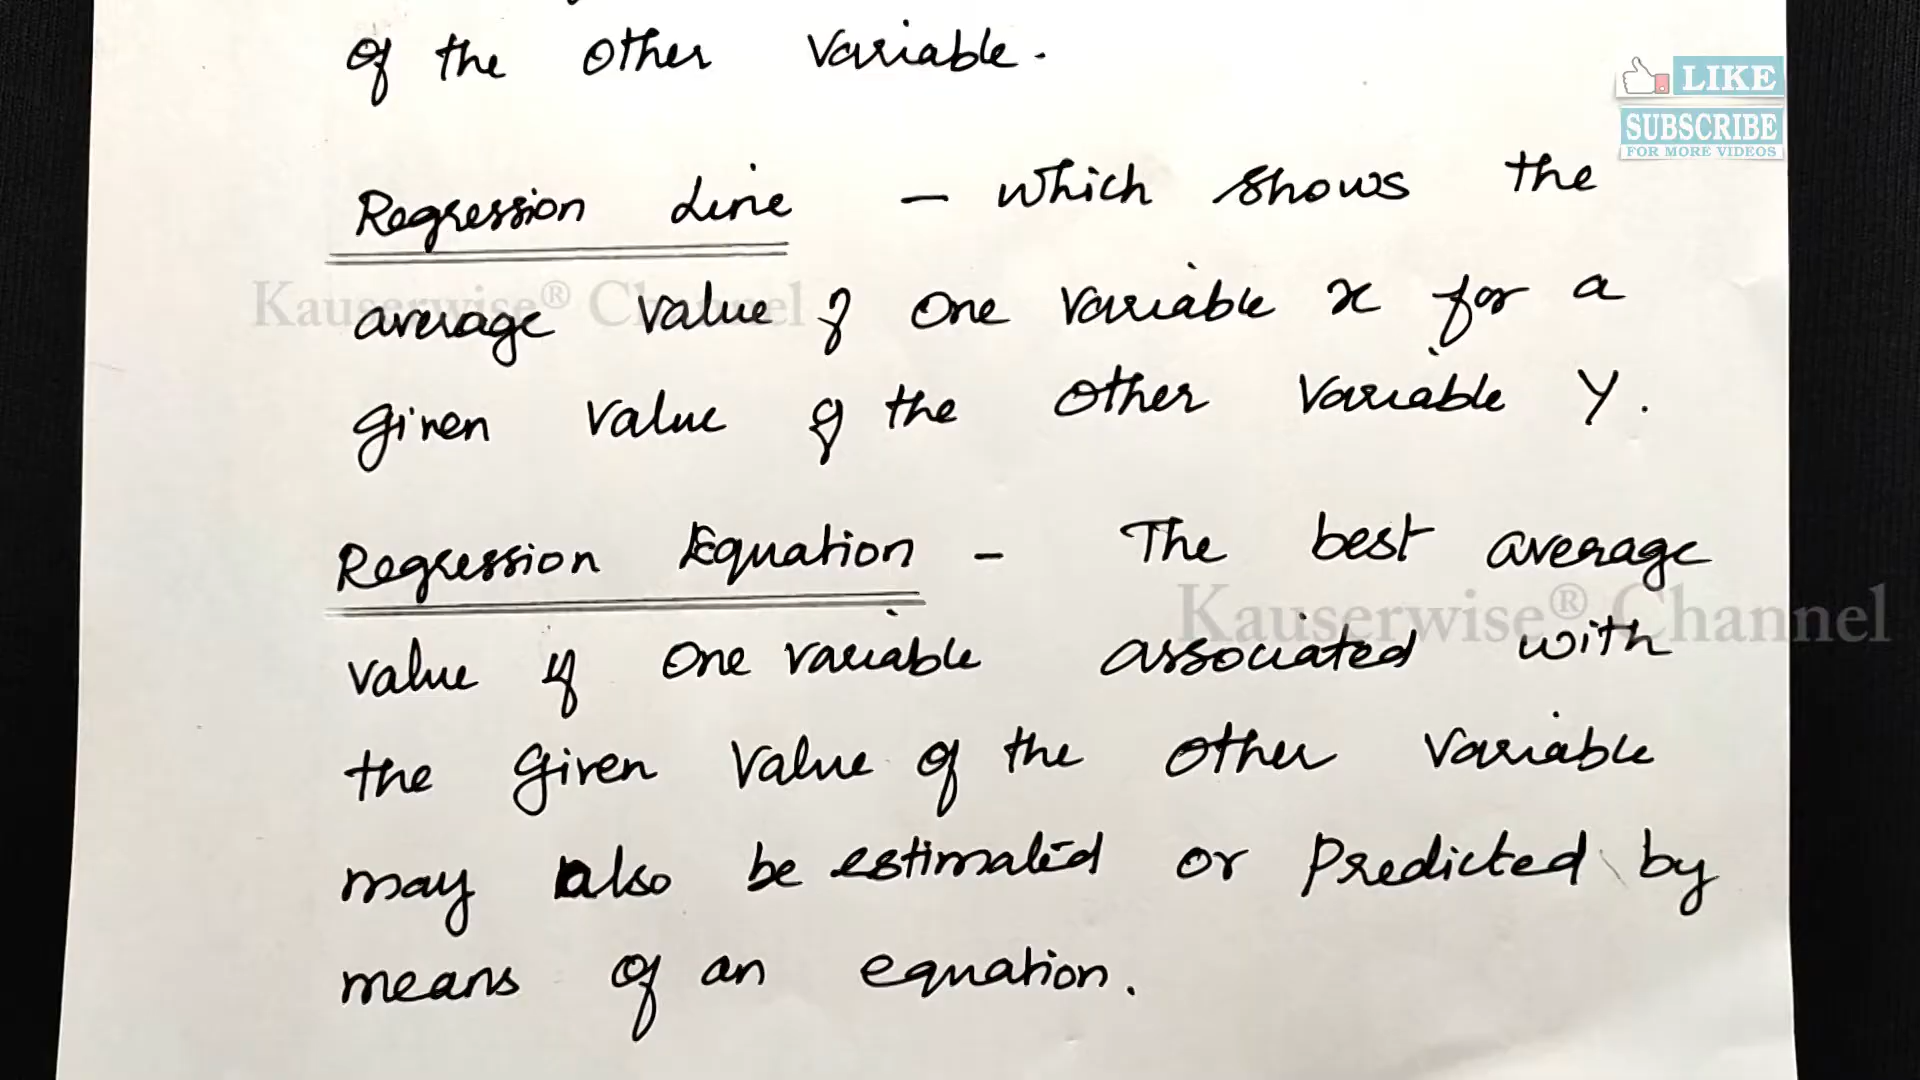 of the other variable.
LIKE
SUBSCRIBE
FOR MORE VIDEOS
Regression Line – which shows the
Kauserwise® Channel
average value of one variable x for a
given value of the other variable Y.
Regression Equation – The best average
Kauserwise® Channel
value of one variable associated with
the given value of the other variable
may also be estimated or predicted by
means of an equation.